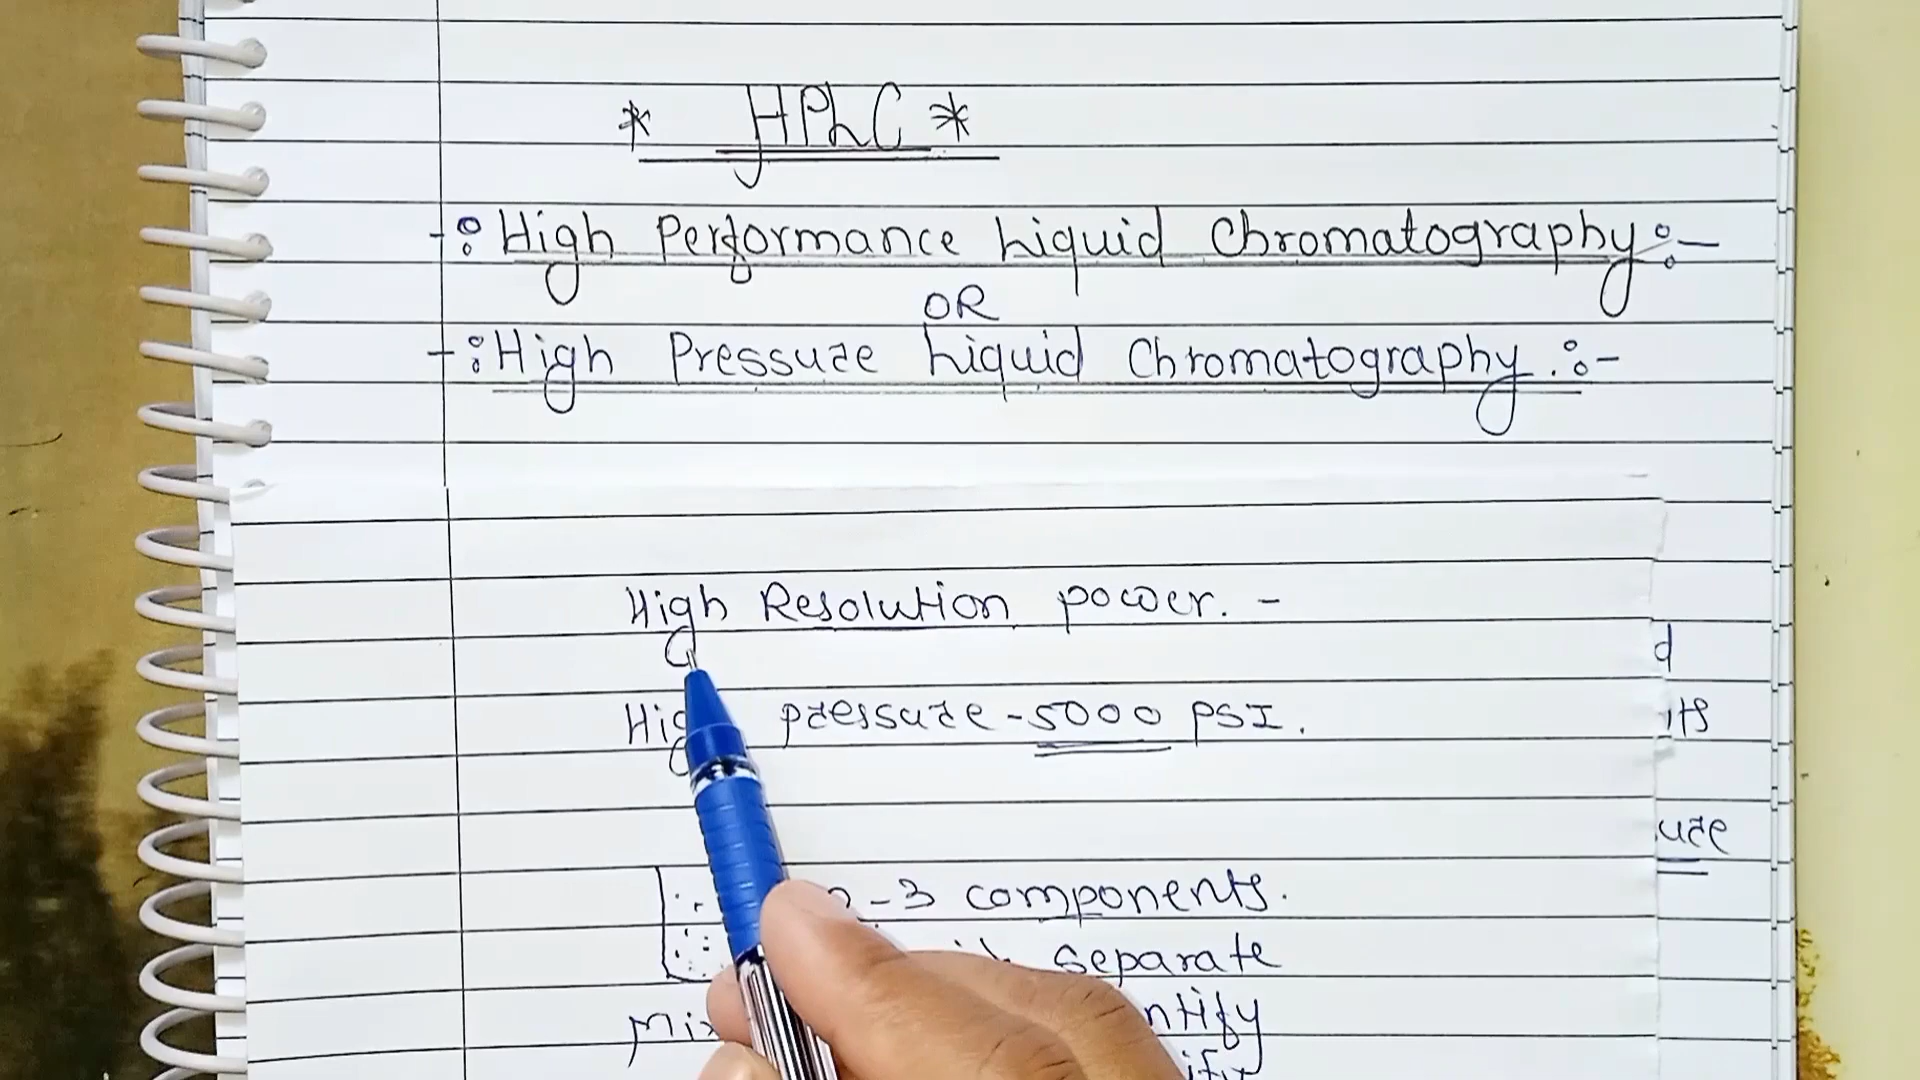 * HPLC *
-: High Performance Liquid Chromatography :-
OR
-: High Pressure Liquid Chromatography. :-
High Resolution power. -
High pressure - 5000 PSI.
-3 components.
separate